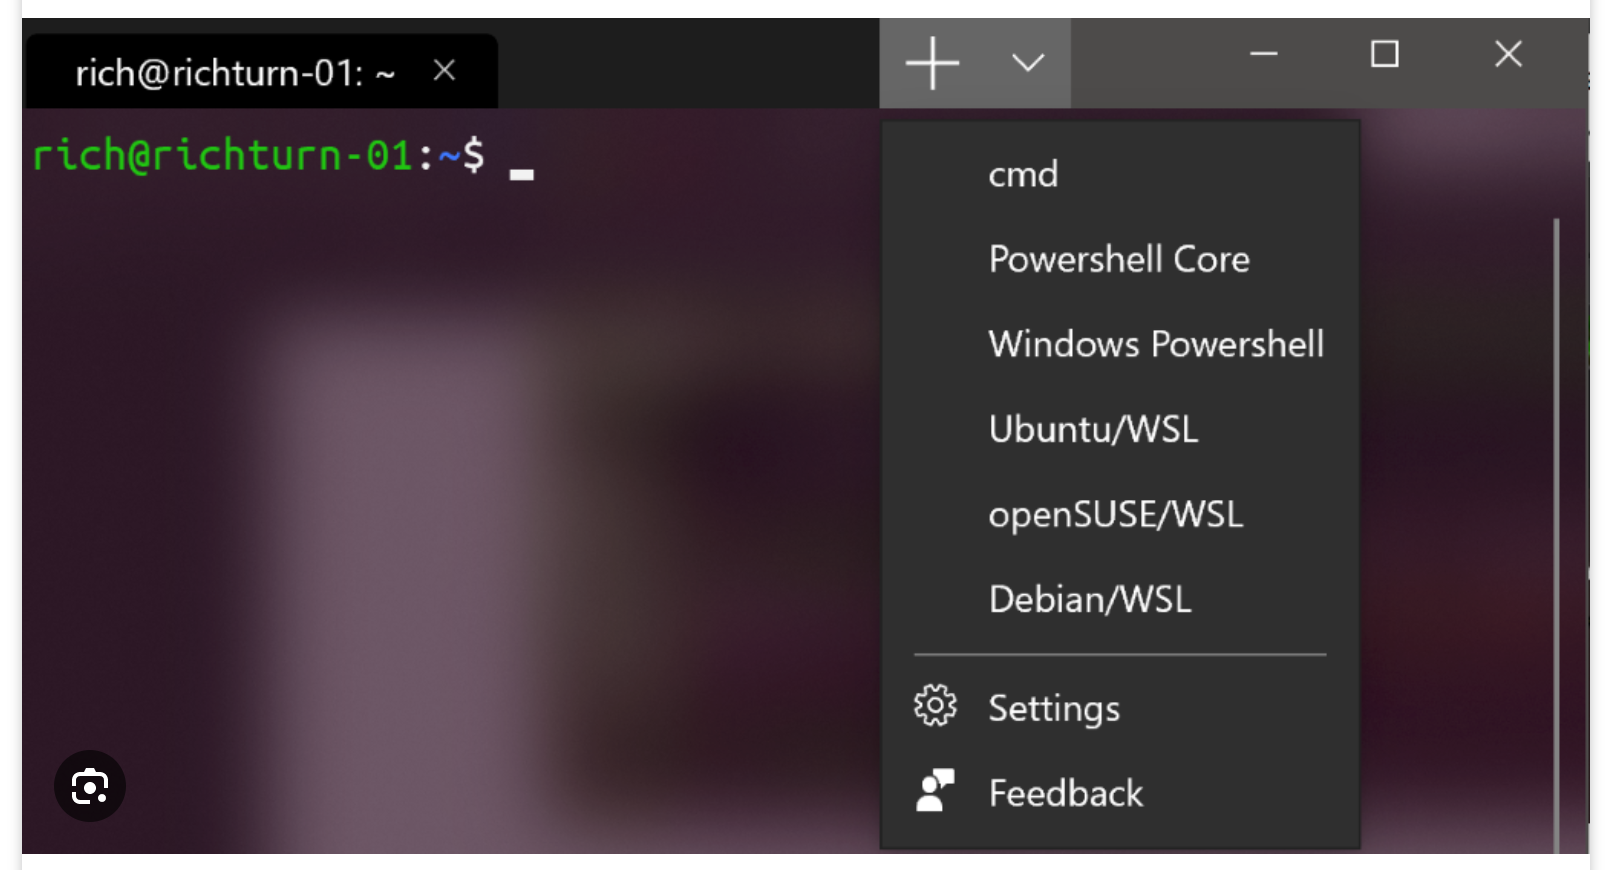 rich@richturn-01: ~
rich@richturn-01:~$
cmd
Powershell Core
Windows Powershell
Ubuntu/WSL
openSUSE/WSL
Debian/WSL
Settings
Feedback